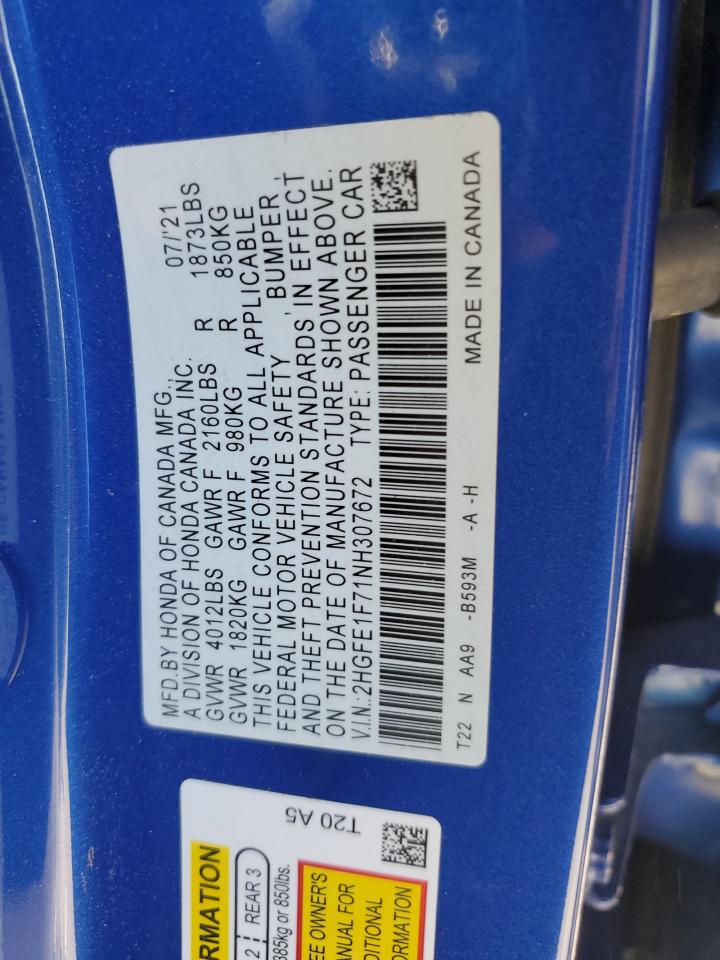 MFD.BY HONDA OF CANADA MFG., 07/'21
A DIVISION OF HONDA CANADA INC.
GVWR 4012LBS GAWR F 2160LBS R 1873LBS
GVWR 1820KG GAWR F 980KG R 850KG
THIS VEHICLE CONFORMS TO ALL APPLICABLE
FEDERAL MOTOR VEHICLE SAFETY , BUMPER ,
AND THEFT PREVENTION STANDARDS IN EFFECT
ON THE DATE OF MANUFACTURE SHOWN ABOVE.
V.I.N.:2HGFE1F71NH307672 TYPE: PASSENGER CAR
T22 N AA9 -B593M -A -H MADE IN CANADA
T20 A5
RMATION
2 REAR 3
385kg or 850lbs.
EE OWNER'S
ANUAL FOR
DITIONAL
ORMATION